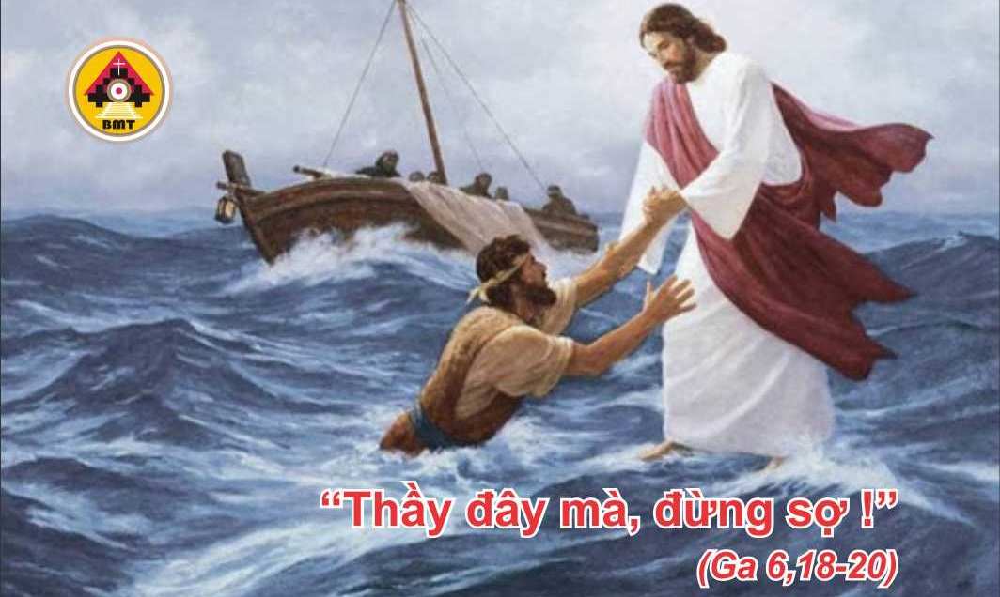 BMT
“Thầy đây mà, đừng sợ !”
(Ga 6,18-20)